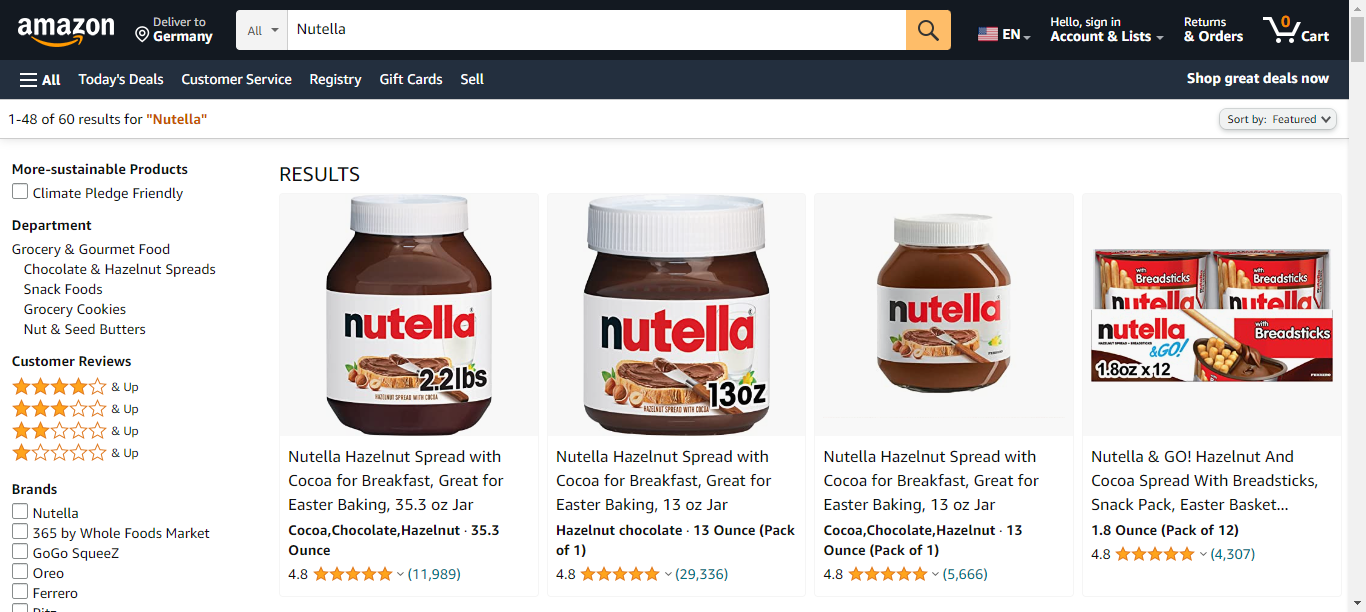 amazon
Deliver to
Germany
All
Nutella
EN
Hello, sign in
Account & Lists
Returns
& Orders
0
Cart
All
Today's Deals
Customer Service
Registry
Gift Cards
Sell
Shop great deals now
1-48 of 60 results for "Nutella"
Sort by: Featured
More-sustainable Products
Climate Pledge Friendly
Department
Grocery & Gourmet Food
Chocolate & Hazelnut Spreads
Snack Foods
Grocery Cookies
Nut & Seed Butters
Customer Reviews
& Up
& Up
& Up
& Up
Brands
Nutella
365 by Whole Foods Market
GoGo SqueeZ
Oreo
Ferrero
RESULTS
nutella
2.2lbs
HAZELNUT SPREAD WITH COCOA
Nutella Hazelnut Spread with
Cocoa for Breakfast, Great for
Easter Baking, 35.3 oz Jar
Cocoa,Chocolate,Hazelnut · 35.3
Ounce
4.8 (11,989)
nutella
13oz
HAZELNUT SPREAD WITH COCOA
Nutella Hazelnut Spread with
Cocoa for Breakfast, Great for
Easter Baking, 13 oz Jar
Hazelnut chocolate · 13 Ounce (Pack
of 1)
4.8 (29,336)
nutella
Nutella Hazelnut Spread with
Cocoa for Breakfast, Great for
Easter Baking, 13 oz Jar
Cocoa,Chocolate,Hazelnut · 13
Ounce (Pack of 1)
4.8 (5,666)
with
Breadsticks
nutella
with
Breadsticks
nutella
nutella
&GO!
with
Breadsticks
1.8oz x 12
Nutella & GO! Hazelnut And
Cocoa Spread With Breadsticks,
Snack Pack, Easter Basket...
1.8 Ounce (Pack of 12)
4.8 (4,307)